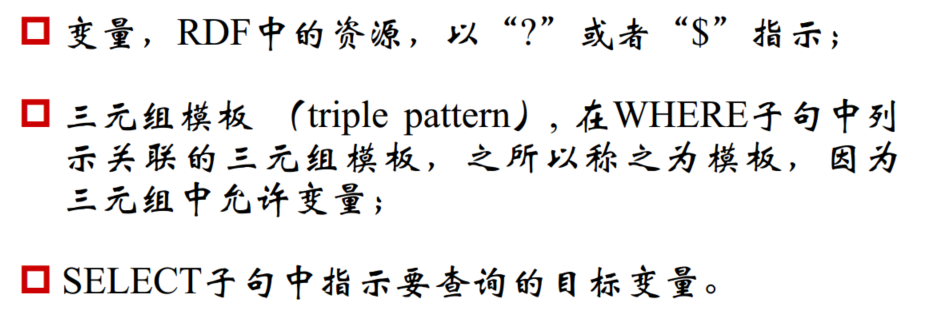 变量，RDF中的资源，以“?”或者“$”指示；
三元组模板 （triple pattern）, 在WHERE子句中列
示关联的三元组模板，之所以称之为模板，因为
三元组中允许变量；
SELECT子句中指示要查询的目标变量。